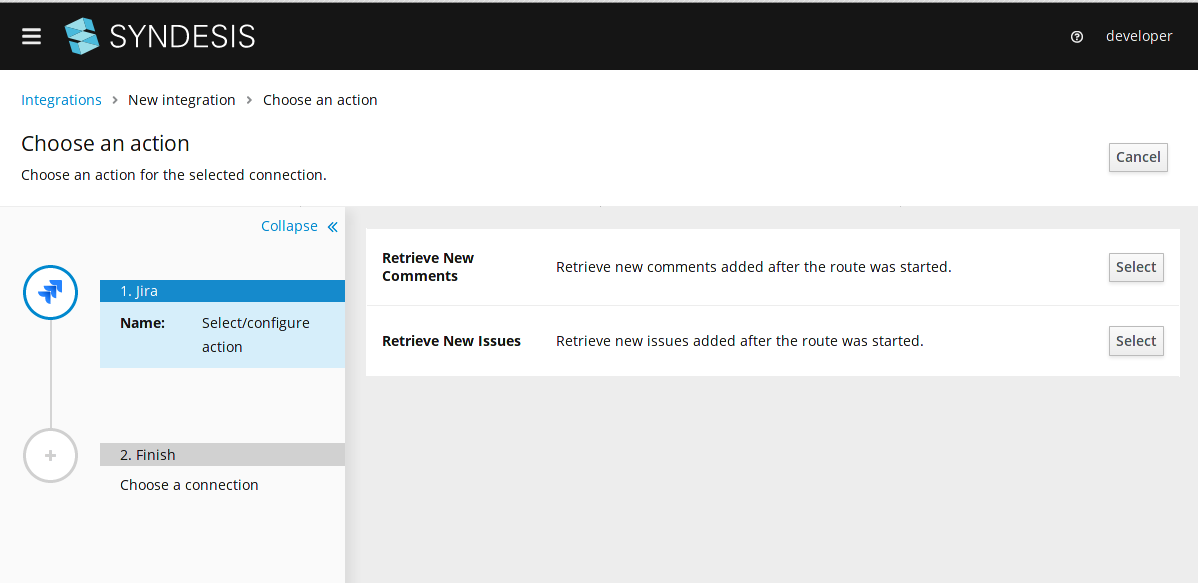 SYNDESIS
developer
Integrations > New integration > Choose an action
Choose an action
Choose an action for the selected connection.
Cancel
Collapse
1. Jira
Name: Select/configure
action
2. Finish
Choose a connection
Retrieve New
Comments
Retrieve new comments added after the route was started.
Select
Retrieve New Issues
Retrieve new issues added after the route was started.
Select